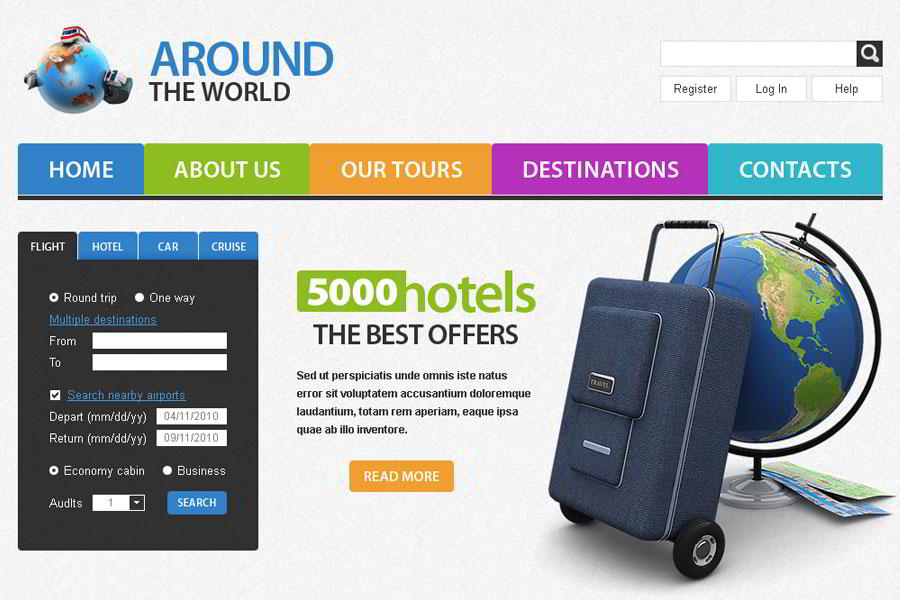 AROUND
THE WORLD
Register
Log In
Help
HOME
ABOUT US
OUR TOURS
DESTINATIONS
CONTACTS
FLIGHT
HOTEL
CAR
CRUISE
Round trip
One way
Multiple destinations
From
To
Search nearby airports
Depart (mm/dd/yy) 04/11/2010
Return (mm/dd/yy) 09/11/2010
Economy cabin
Business
Audlts 1
SEARCH
5000hotels
THE BEST OFFERS
Sed ut perspiciatis unde omnis iste natus
error sit voluptatem accusantium doloremque
laudantium, totam rem aperiam, eaque ipsa
quae ab illo inventore.
READ MORE
TRAVEL